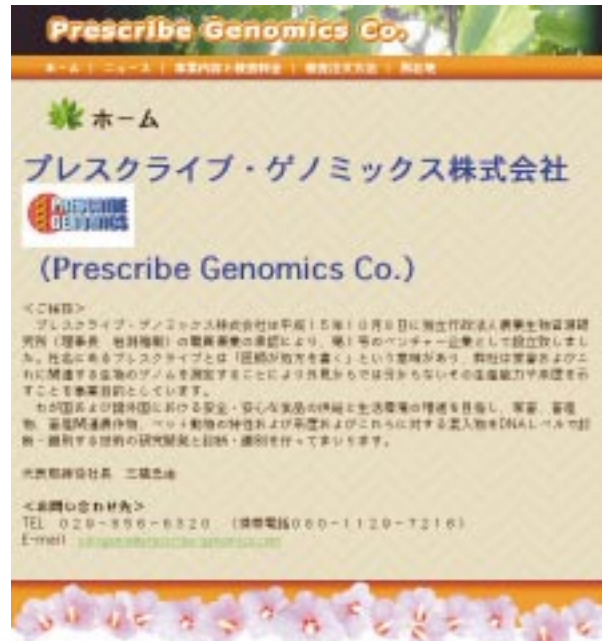 Prescribe Genomics Co.
ホーム | ニュース | 事業内容と検査料金 | 検査注文方法 | 所在地
ホーム
プレスクライブ・ゲノミックス株式会社
PRESCRIBE
GENOMICS
(Prescribe Genomics Co.)
＜ご挨拶＞
プレスクライブ・ゲノミックス株式会社は平成15年10月8日に独立行政法人農業生物資源研
究所（理事長 岩渕雅樹）の職員兼業の承認により、第1号のベンチャー企業として設立致しまし
た。社名にあるプレスクライブとは「医師が処方を書く」という意味があり、弊社は家畜およびこ
れに関連する生物のゲノムを測定することにより外見からでは分からないその生産能力や来歴を示
すことを事業目的としています。
わが国および諸外国における安全・安心な食品の供給と生活環境の増進を目指し、家畜、畜産
物、畜産関連農作物、ペット動物の特性および来歴およびこれらに対する混入物をDNAレベルで診
断・識別する技術の研究開発と診断・識別を行ってまいります。
代表取締役社長 三橋忠由
＜お問い合わせ先＞
TEL 029-856-6320 （携帯電話080-1129-7216）
E-mail